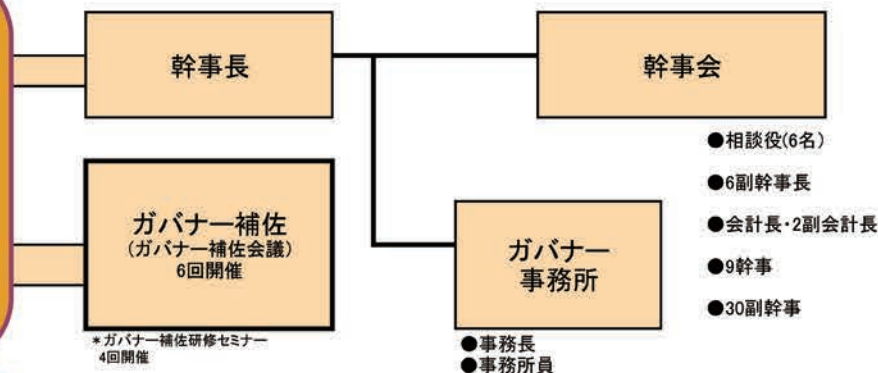 幹事長
幹事会
●相談役(6名)
●6副幹事長
●会計長・2副会計長
●9幹事
●30副幹事
ガバナー補佐
(ガバナー補佐会議)
6回開催
*ガバナー補佐研修セミナー
4回開催
ガバナー
事務所
●事務長
●事務所員